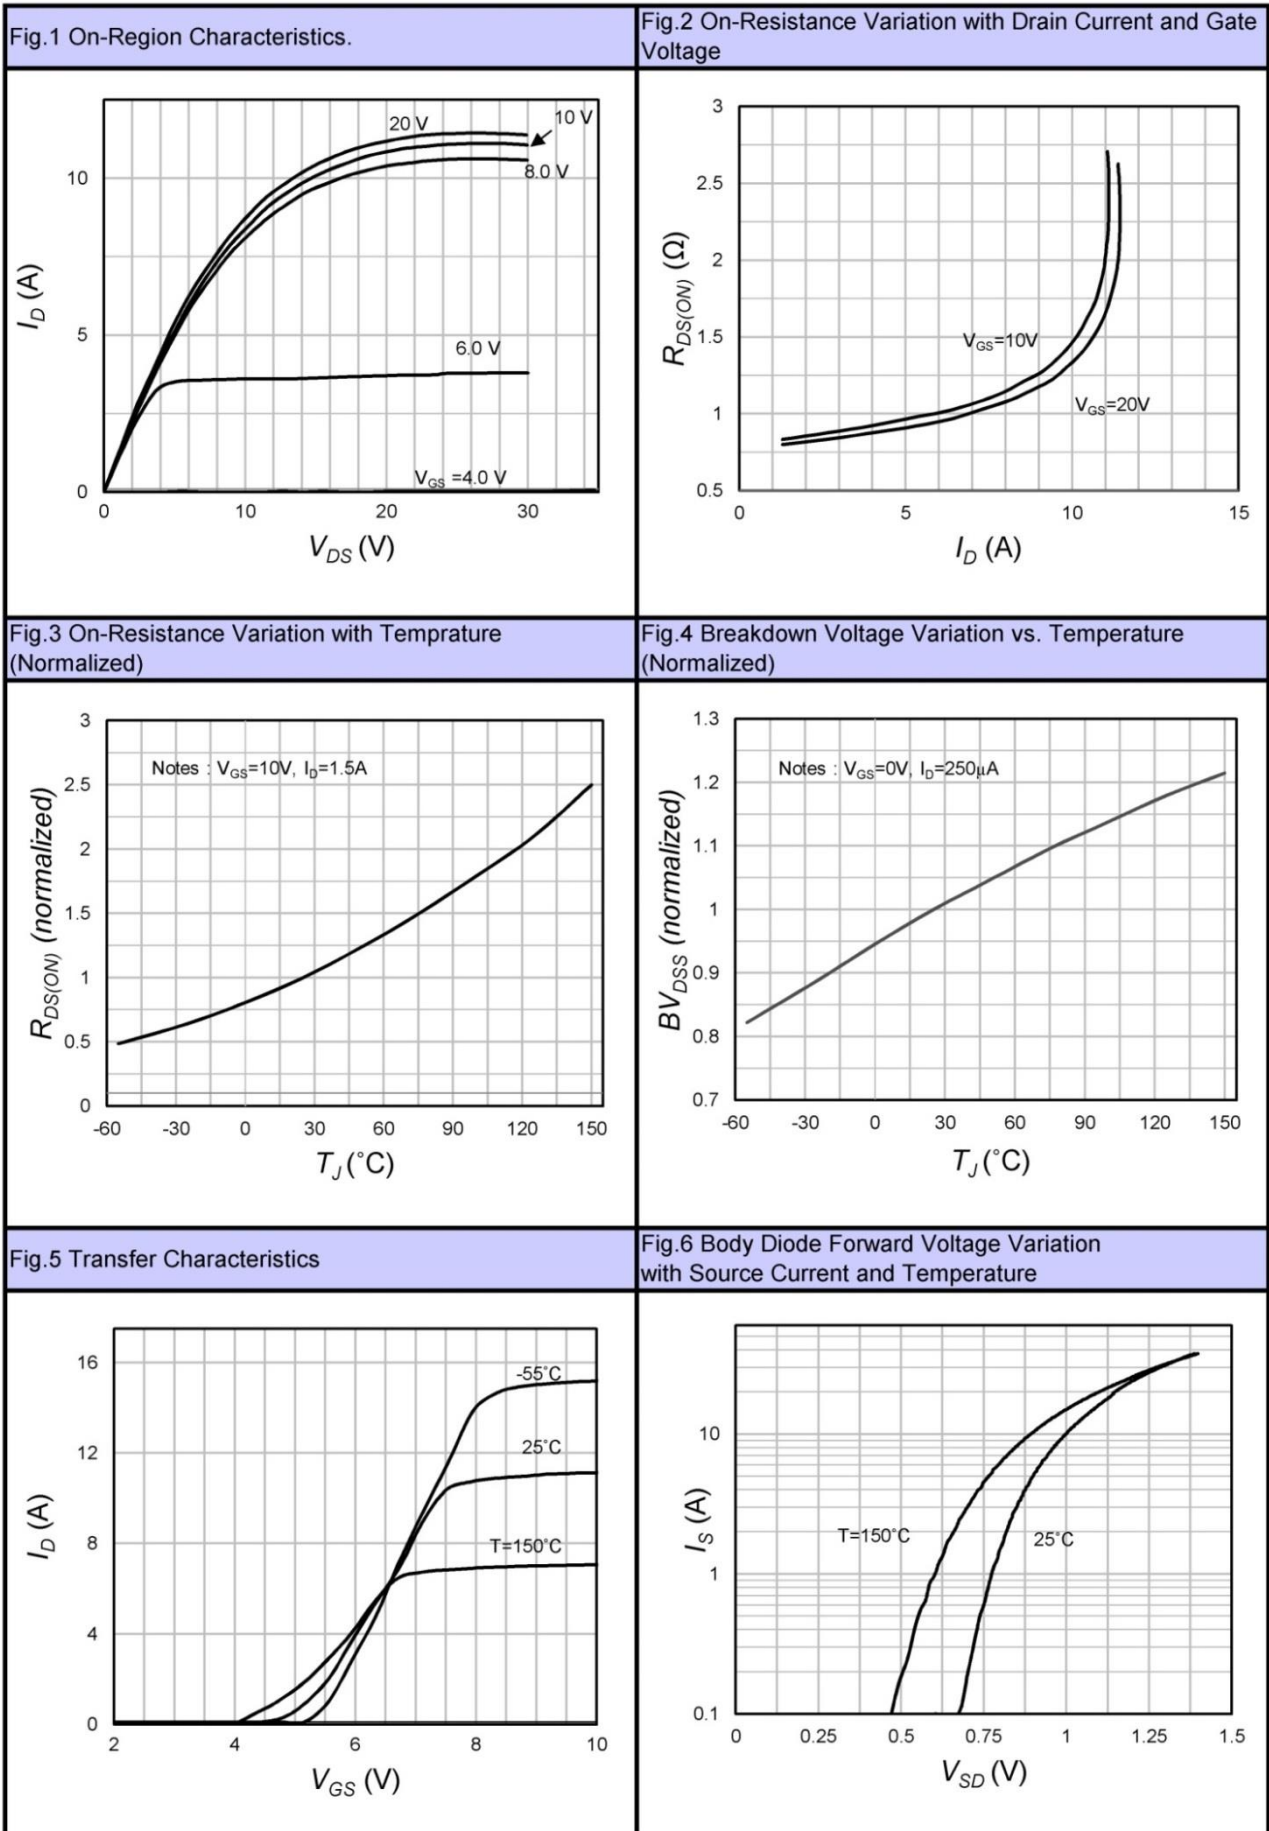 Fig.1 On-Region Characteristics.
Fig.2 On-Resistance Variation with Drain Current and Gate
Voltage
20 V
10 V
8.0 V
10
6.0 V
5
V_GS =4.0 V
0
0 10 20 30
I_D (A)
V_DS (V)
3
2.5
2
1.5
1
0.5
V_GS=10V
V_GS=20V
0 5 10 15
R_DS(ON) (Ω)
I_D (A)
Fig.3 On-Resistance Variation with Temprature
(Normalized)
Fig.4 Breakdown Voltage Variation vs. Temperature
(Normalized)
3
Notes : V_GS=10V, I_D=1.5A
2.5
2
1.5
1
0.5
0
-60 -30 0 30 60 90 120 150
R_DS(ON) (normalized)
T_J (˚C)
1.3
Notes : V_GS=0V, I_D=250μA
1.2
1.1
1
0.9
0.8
0.7
-60 -30 0 30 60 90 120 150
BV_DSS (normalized)
T_J (˚C)
Fig.5 Transfer Characteristics
Fig.6 Body Diode Forward Voltage Variation
with Source Current and Temperature
16
-55˚C
12
25˚C
8
T=150˚C
4
0
2 4 6 8 10
I_D (A)
V_GS (V)
10
T=150˚C
25˚C
1
0.1
0 0.25 0.5 0.75 1 1.25 1.5
I_S (A)
V_SD (V)